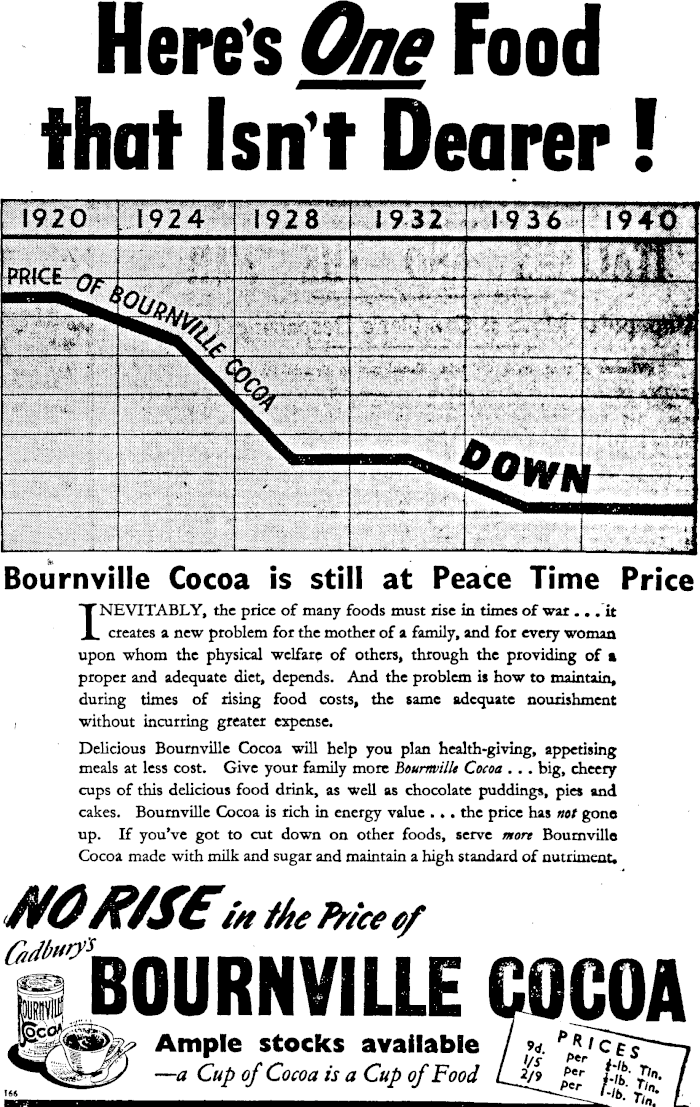 Here's One Food
that Isn't Dearer !
1920 1924 1928 1932 1936 1940
PRICE OF BOURNVILLE COCOA
DOWN
Bournville Cocoa is still at Peace Time Price
INEVITABLY, the price of many foods must rise in times of war . . . it
creates a new problem for the mother of a family, and for every woman
upon whom the physical welfare of others, through the providing of a
proper and adequate diet, depends. And the problem is how to maintain,
during times of rising food costs, the same adequate nourishment
without incurring greater expense.
Delicious Bournville Cocoa will help you plan health-giving, appetising
meals at less cost. Give your family more Bournville Cocoa . . . big, cheery
cups of this delicious food drink, as well as chocolate puddings, pies and
cakes. Bournville Cocoa is rich in energy value . . . the price has not gone
up. If you've got to cut down on other foods, serve more Bournville
Cocoa made with milk and sugar and maintain a high standard of nutriment.
NO RISE in the Price of
Cadbury's
BOURNVILLE COCOA
BOURNVILLE
COCOA
Ample stocks available
—a Cup of Cocoa is a Cup of Food
PRICES
9d. per -lb. Tin.
1/5 per -lb. Tin.
2/9 per 1-lb. Tin.
166